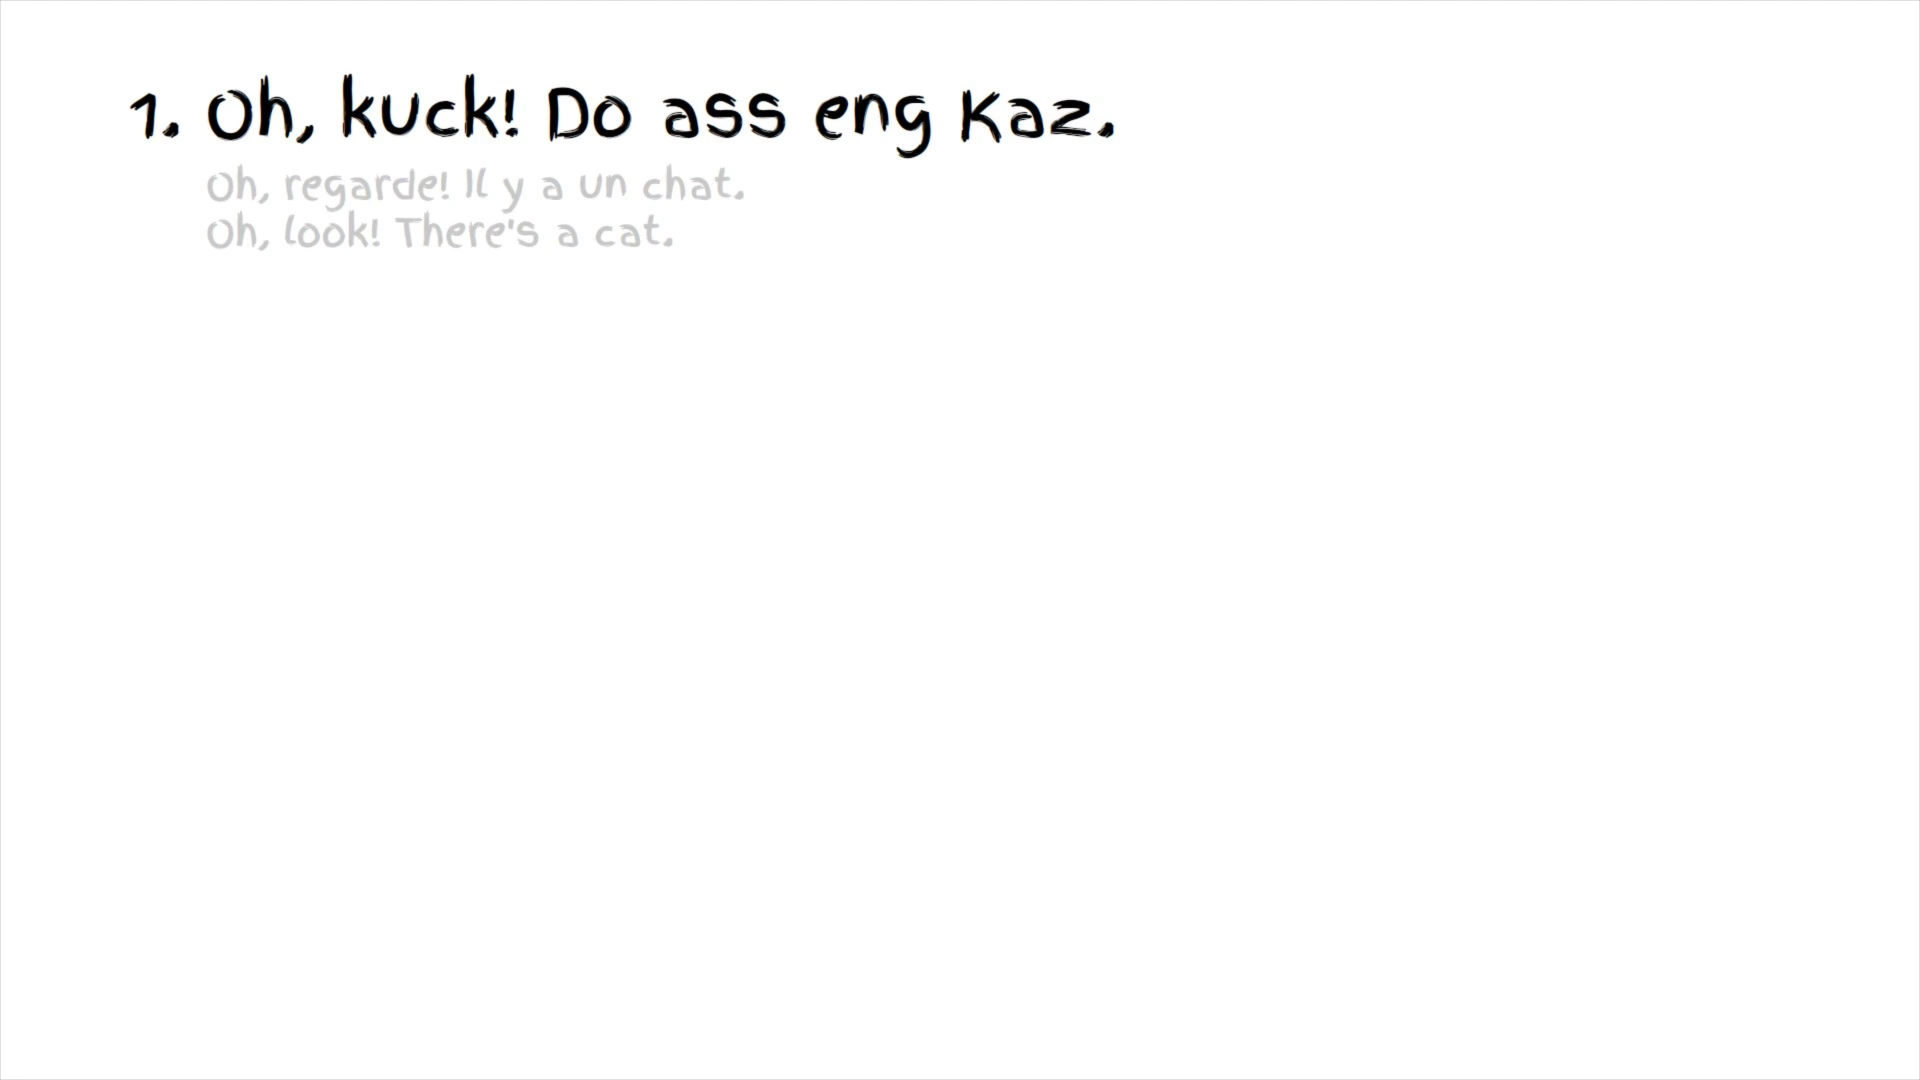 1. Oh, kuck! Do ass eng Kaz.
Oh, regarde! Il y a un chat.
Oh, look! There's a cat.